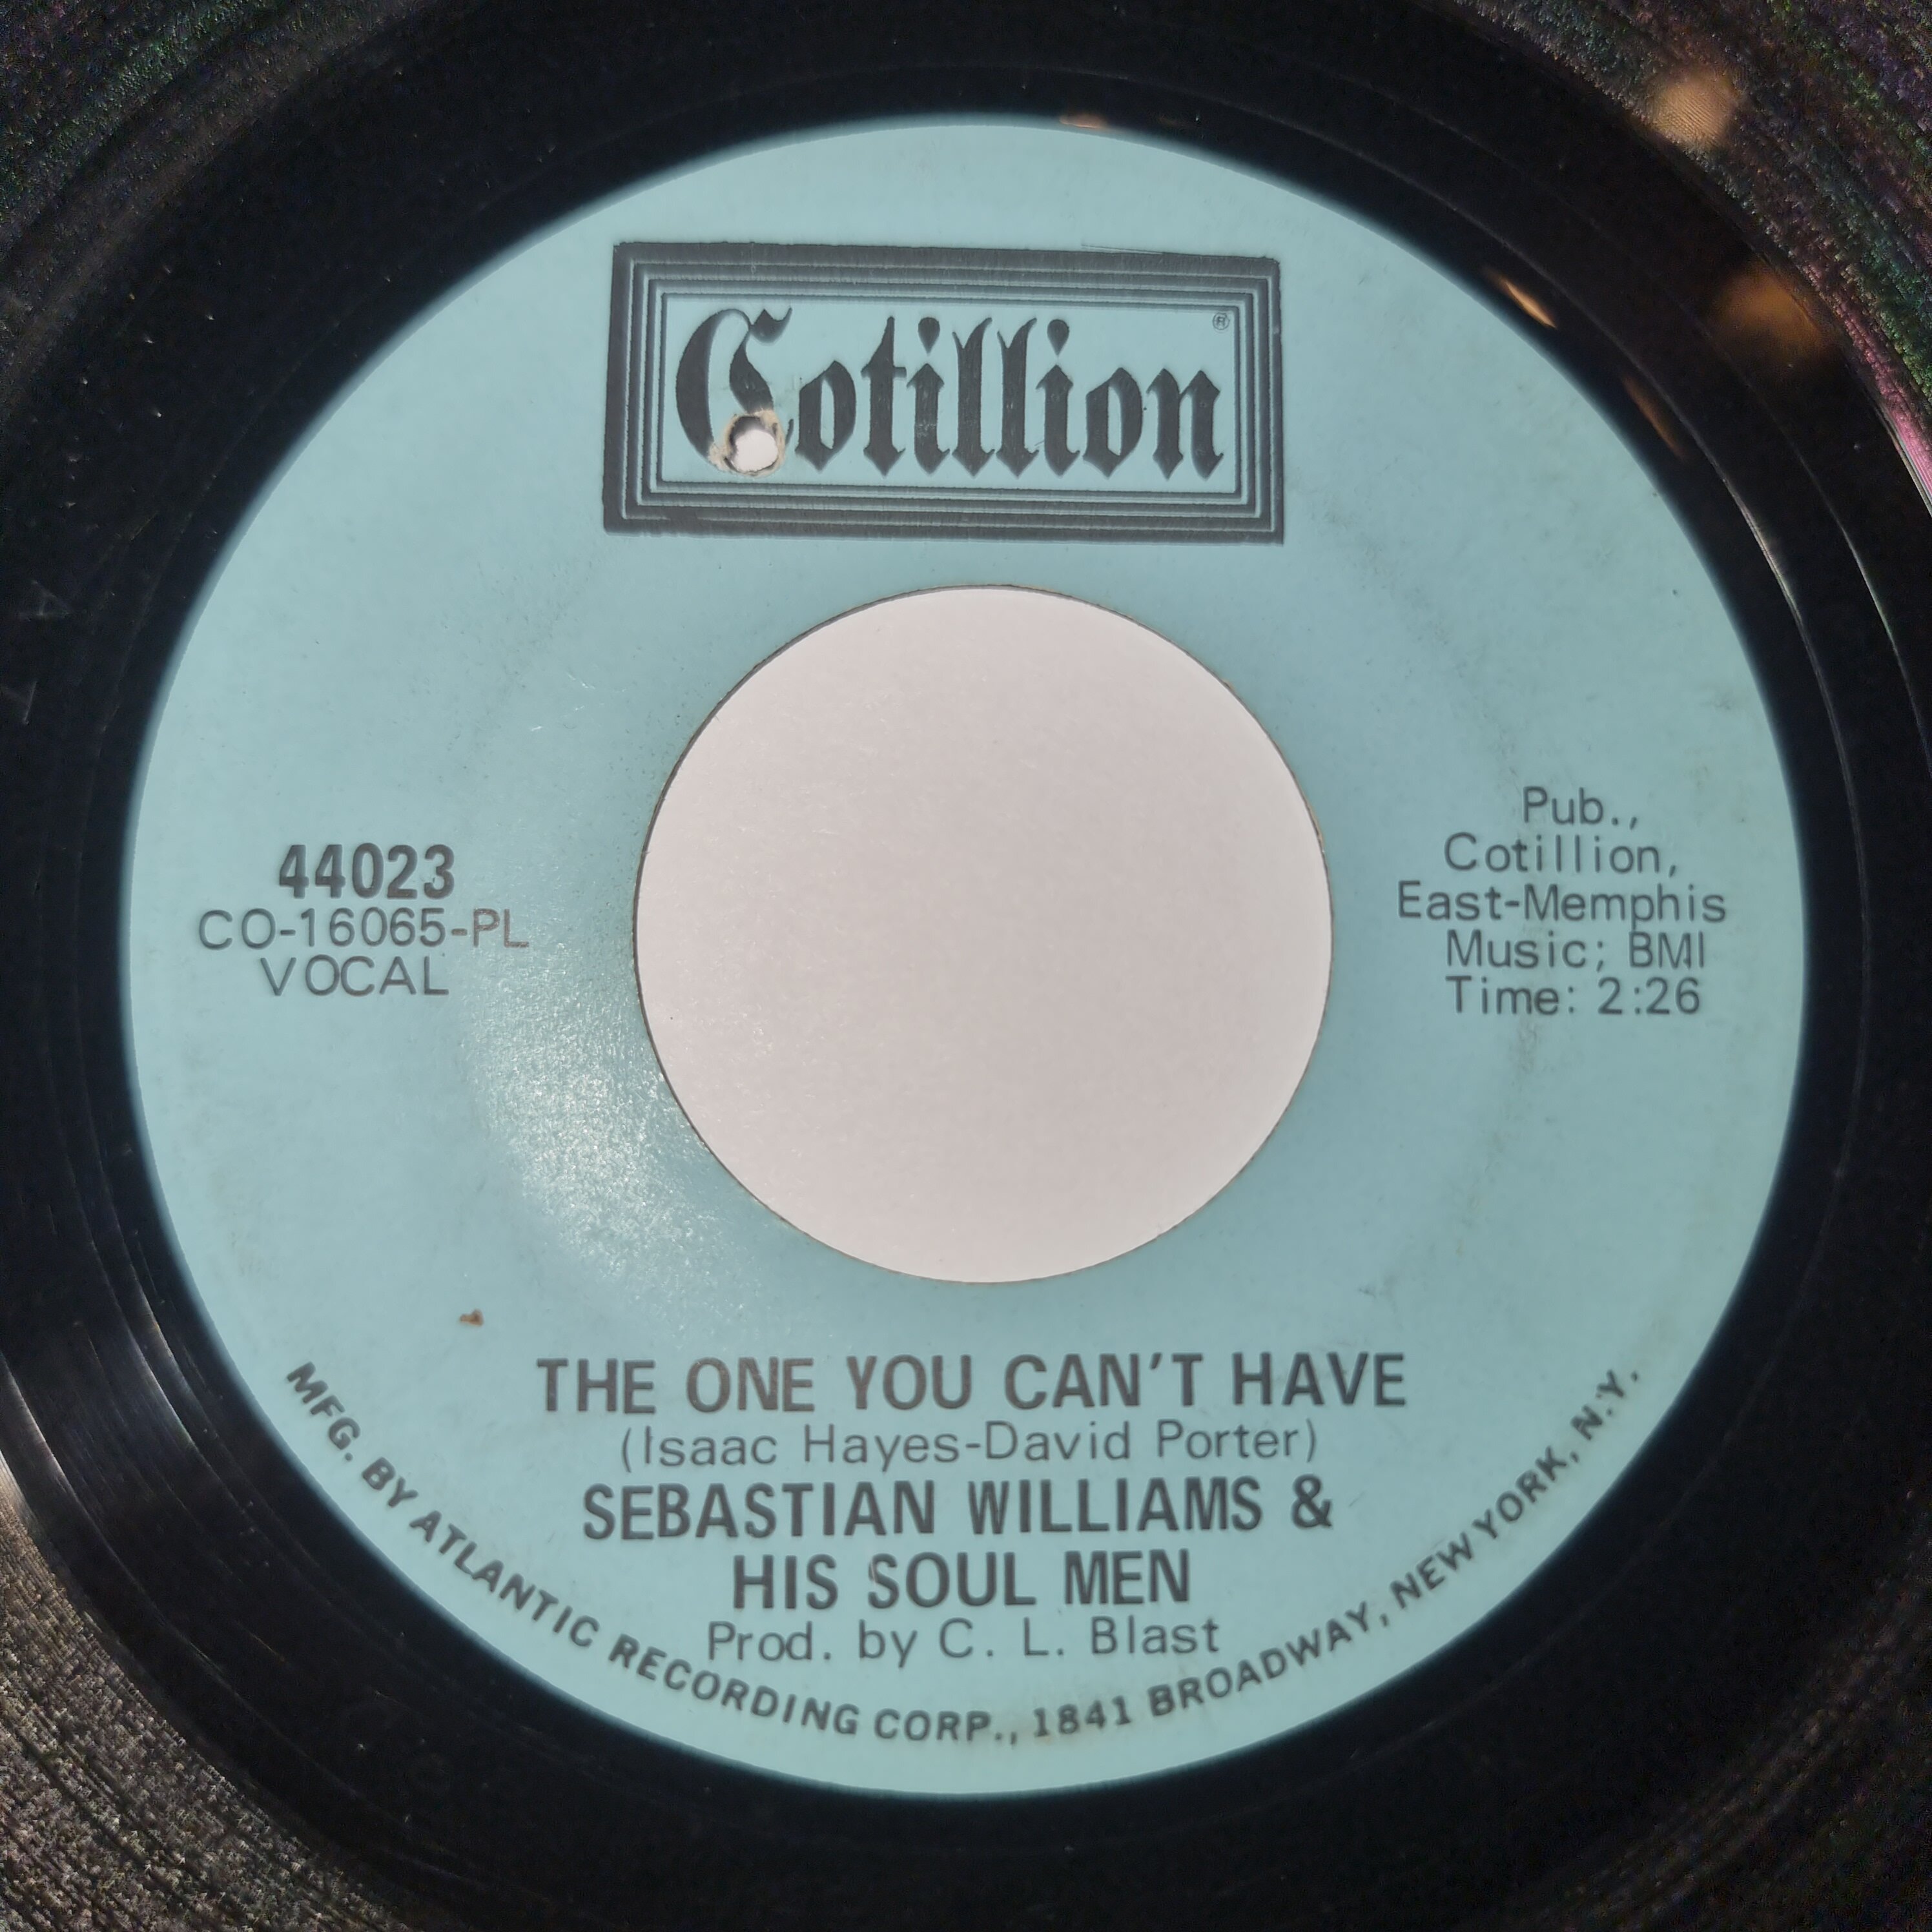 Cotillion ®
44023
CO-16065-PL
VOCAL
Pub.,
Cotillion,
East-Memphis
Music; BMI
Time: 2:26
THE ONE YOU CAN'T HAVE
(Isaac Hayes-David Porter)
SEBASTIAN WILLIAMS &
HIS SOUL MEN
Prod. by C. L. Blast
MFG. BY ATLANTIC RECORDING CORP., 1841 BROADWAY, NEW YORK, N.Y.